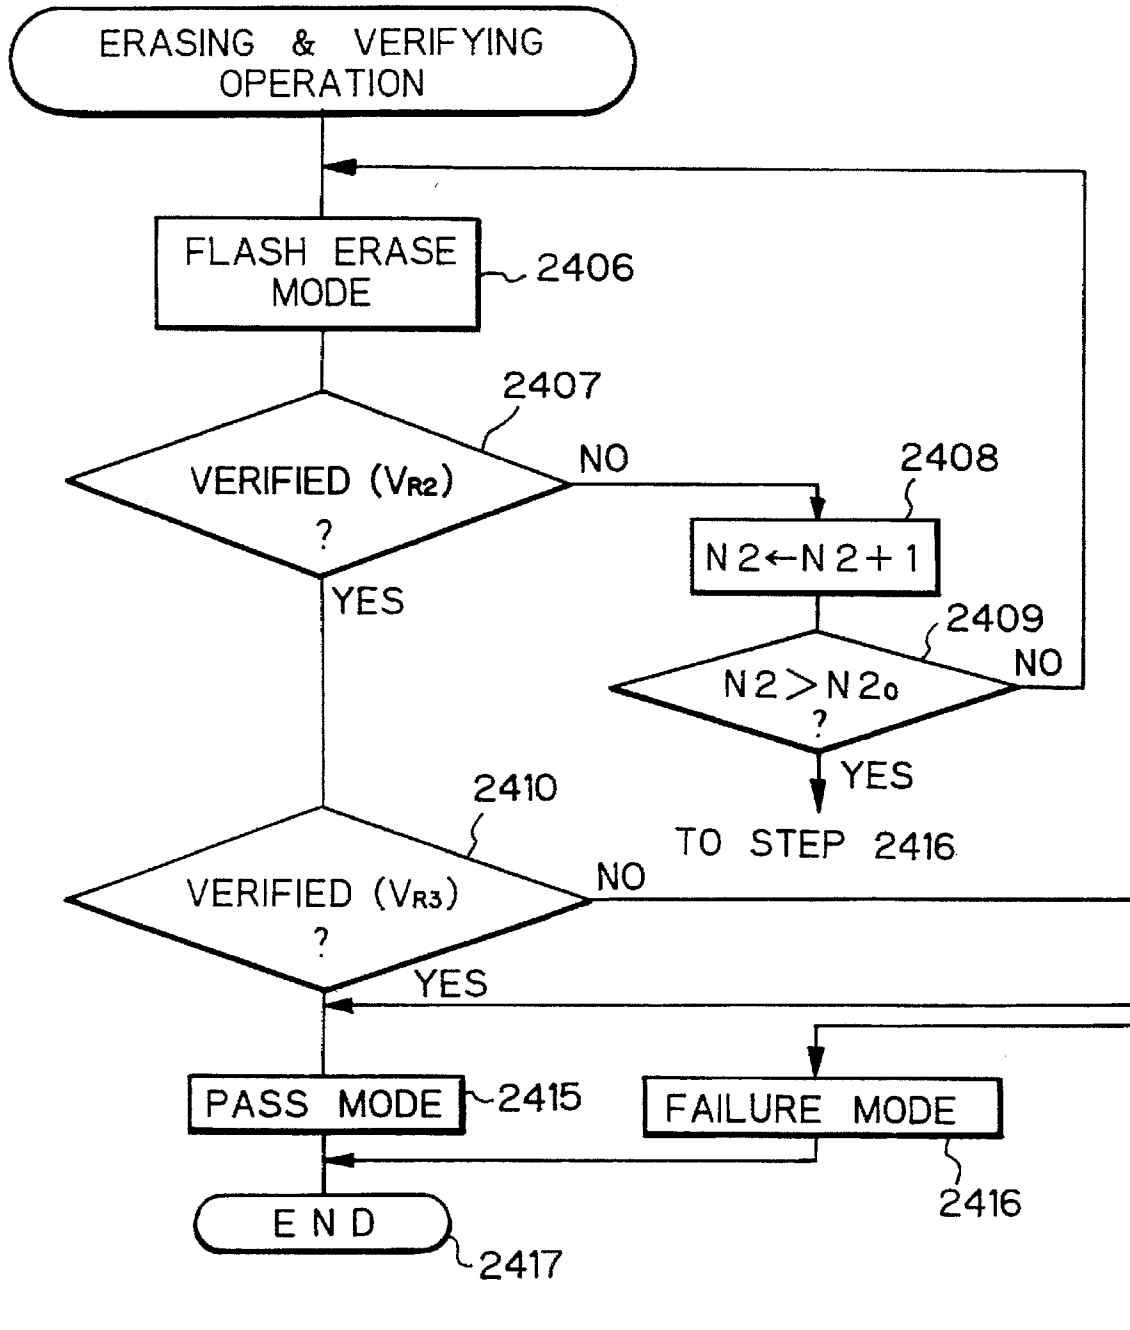 ERASING & VERIFYING
OPERATION
FLASH ERASE
MODE
2406
2407
VERIFIED (VR2)
?
NO
YES
2408
N2←N2+1
2409
N2>N20
?
NO
YES
TO STEP 2416
2410
VERIFIED (VR3)
?
NO
YES
PASS MODE
2415
FAILURE MODE
2416
END
2417